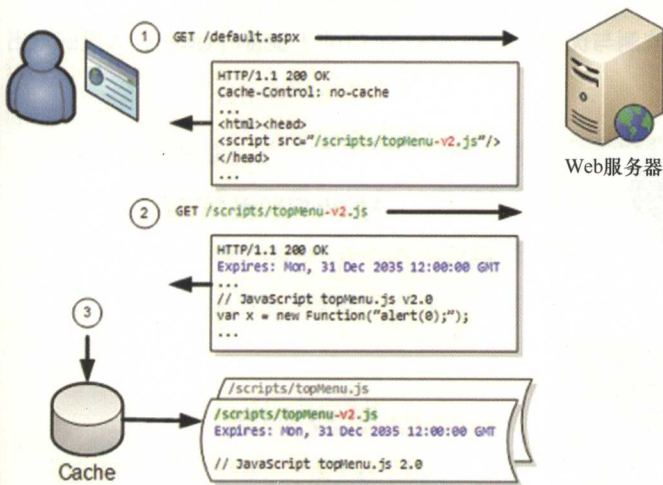 1 GET /default.aspx
HTTP/1.1 200 OK
Cache-Control: no-cache
...
<html><head>
<script src="/scripts/topMenu-v2.js"/>
</head>
...
Web服务器
2 GET /scripts/topMenu-v2.js
HTTP/1.1 200 OK
Expires: Mon, 31 Dec 2035 12:00:00 GMT
...
// JavaScript topMenu.js v2.0
var x = new Function("alert(0);");
...
3
/scripts/topMenu.js
/scripts/topMenu-v2.js
Expires: Mon, 31 Dec 2035 12:00:00 GMT
// JavaScript topMenu.js 2.0
Cache